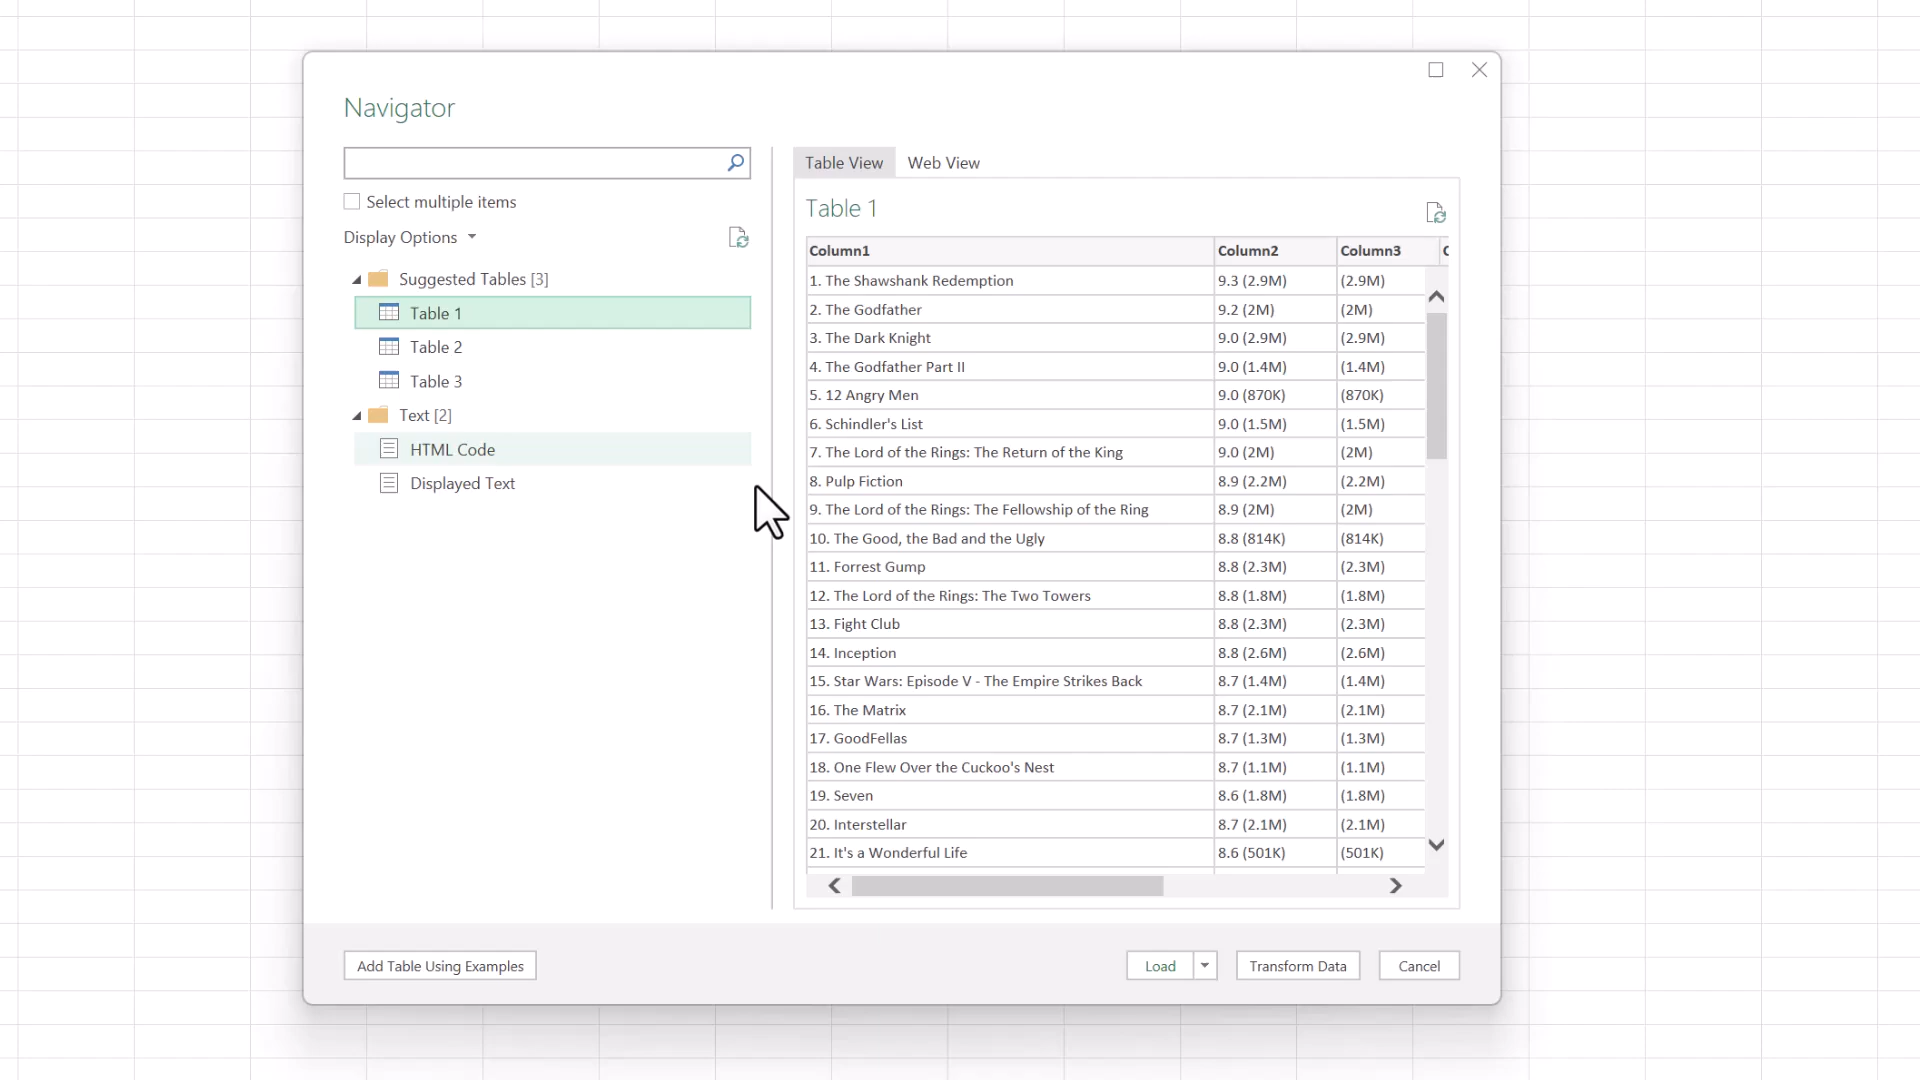 Navigator
Select multiple items
Display Options
Suggested Tables [3]
Table 1
Table 2
Table 3
Text [2]
HTML Code
Displayed Text
Table View Web View
Table 1
Column1 Column2 Column3 C
1. The Shawshank Redemption 9.3 (2.9M) (2.9M)
2. The Godfather 9.2 (2M) (2M)
3. The Dark Knight 9.0 (2.9M) (2.9M)
4. The Godfather Part II 9.0 (1.4M) (1.4M)
5. 12 Angry Men 9.0 (870K) (870K)
6. Schindler's List 9.0 (1.5M) (1.5M)
7. The Lord of the Rings: The Return of the King 9.0 (2M) (2M)
8. Pulp Fiction 8.9 (2.2M) (2.2M)
9. The Lord of the Rings: The Fellowship of the Ring 8.9 (2M) (2M)
10. The Good, the Bad and the Ugly 8.8 (814K) (814K)
11. Forrest Gump 8.8 (2.3M) (2.3M)
12. The Lord of the Rings: The Two Towers 8.8 (1.8M) (1.8M)
13. Fight Club 8.8 (2.3M) (2.3M)
14. Inception 8.8 (2.6M) (2.6M)
15. Star Wars: Episode V - The Empire Strikes Back 8.7 (1.4M) (1.4M)
16. The Matrix 8.7 (2.1M) (2.1M)
17. GoodFellas 8.7 (1.3M) (1.3M)
18. One Flew Over the Cuckoo's Nest 8.7 (1.1M) (1.1M)
19. Seven 8.6 (1.8M) (1.8M)
20. Interstellar 8.7 (2.1M) (2.1M)
21. It's a Wonderful Life 8.6 (501K) (501K)
Add Table Using Examples Load Transform Data Cancel